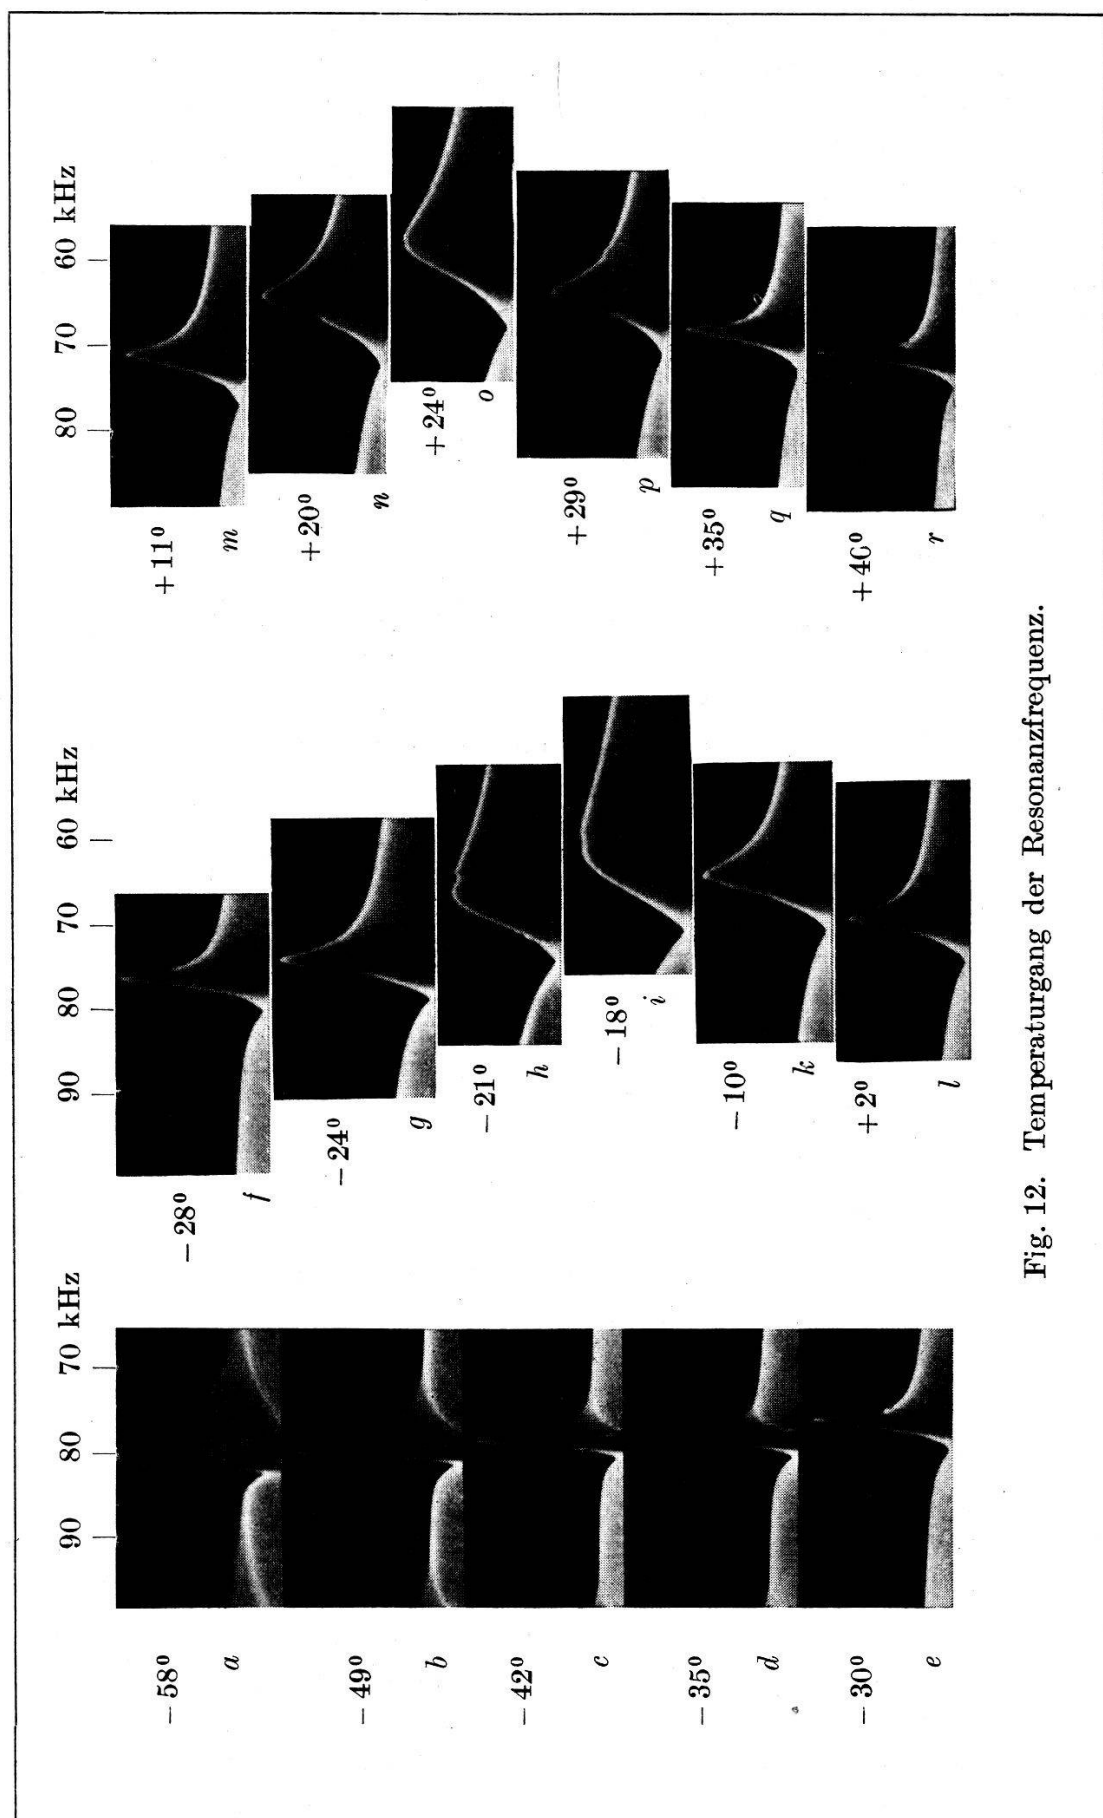 90 80 70 kHz
−58° a
−49° b
−42° c
−35° d
−30° e
90 80 70 60 kHz
−28° f
−24° g
−21° h
−18° i
−10° k
+2° l
80 70 60 kHz
+11° m
+20° n
+24° o
+29° p
+35° q
+40° r
Fig. 12. Temperaturgang der Resonanzfrequenz.